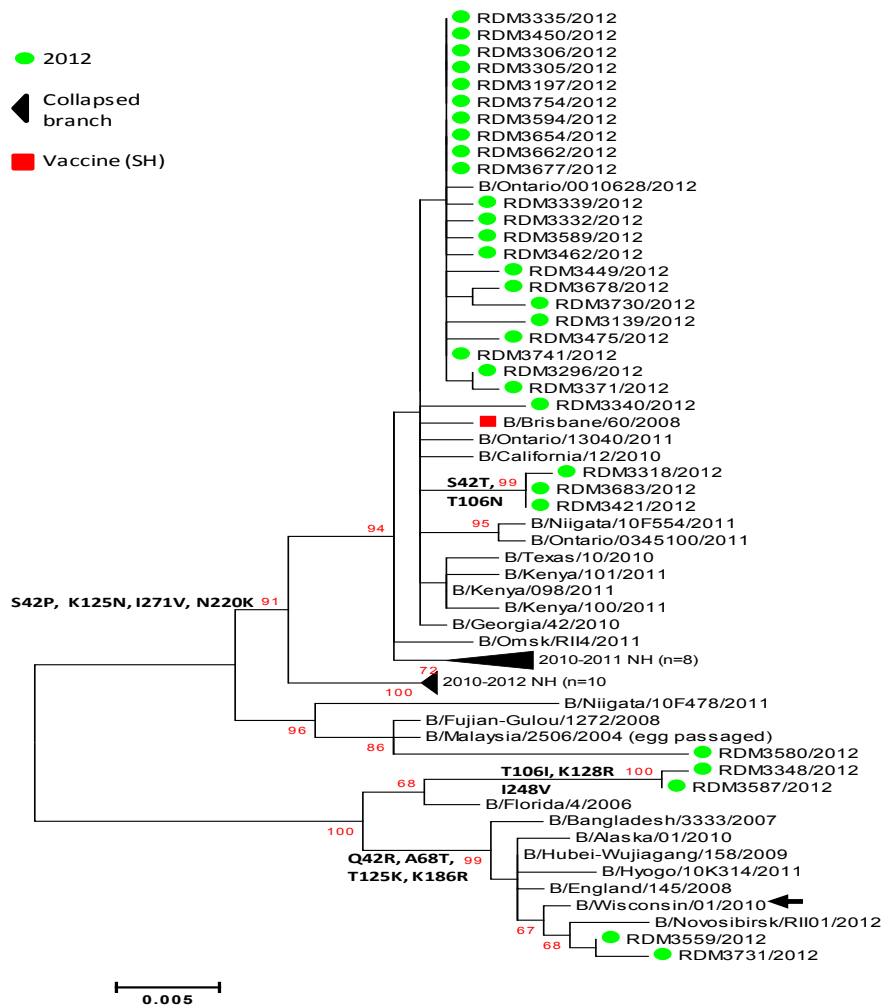 2012
Collapsed
branch
Vaccine (SH)
RDM3335/2012
RDM3450/2012
RDM3306/2012
RDM3305/2012
RDM3197/2012
RDM3754/2012
RDM3594/2012
RDM3654/2012
RDM3662/2012
RDM3677/2012
B/Ontario/0010628/2012
RDM3339/2012
RDM3332/2012
RDM3589/2012
RDM3462/2012
RDM3449/2012
RDM3678/2012
RDM3730/2012
RDM3139/2012
RDM3475/2012
RDM3741/2012
RDM3296/2012
RDM3371/2012
RDM3340/2012
B/Brisbane/60/2008
B/Ontario/13040/2011
B/California/12/2010
RDM3318/2012
S42T, 99
RDM3683/2012
T106N
RDM3421/2012
95
B/Niigata/10F554/2011
94
B/Ontario/0345100/2011
B/Texas/10/2010
B/Kenya/101/2011
B/Kenya/098/2011
S42P, K125N, I271V, N220K 91
B/Kenya/100/2011
B/Georgia/42/2010
B/Omsk/RII4/2011
2010-2011 NH (n=8)
72
2010-2012 NH (n=10
100
B/Niigata/10F478/2011
96
B/Fujian-Gulou/1272/2008
B/Malaysia/2506/2004 (egg passaged)
86
RDM3580/2012
T106I, K128R 100
RDM3348/2012
68
I248V
RDM3587/2012
B/Florida/4/2006
100
B/Bangladesh/3333/2007
Q42R, A68T, 99
B/Alaska/01/2010
T125K, K186R
B/Hubei-Wujiagang/158/2009
B/Hyogo/10K314/2011
B/England/145/2008
B/Wisconsin/01/2010
67
B/Novosibirsk/RII01/2012
68
RDM3559/2012
RDM3731/2012
0.005